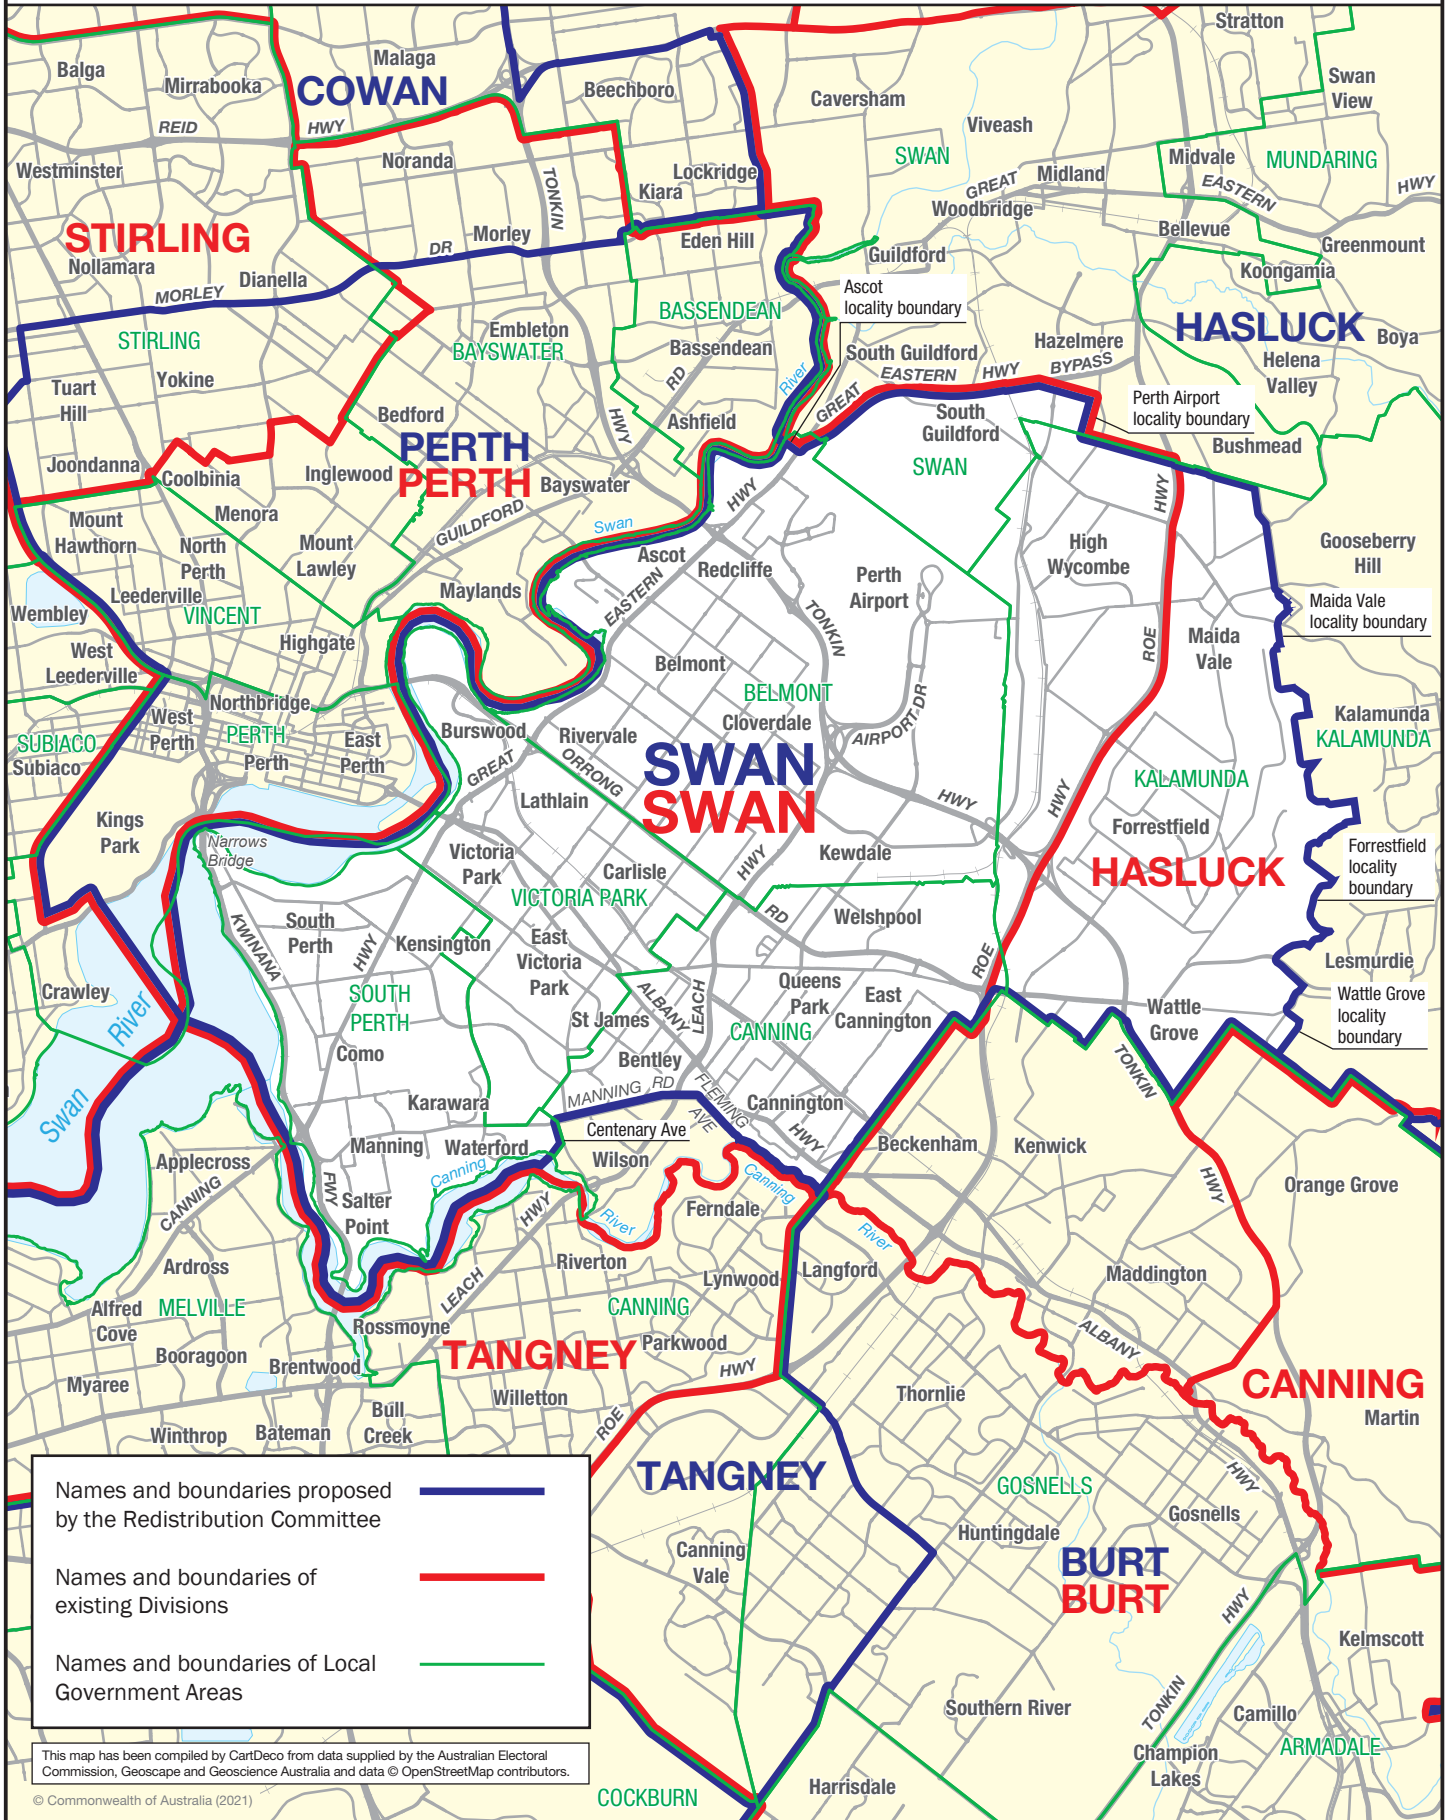 Stratton
Malaga
Balga
Mirrabooka
COWAN
Beechboro
Caversham
Swan
View
REID
HWY
Viveash
Westminster
Noranda
Lockridge
Kiara
TONKIN
SWAN
Midvale
MUNDARING
Midland
GREAT
EASTERN
HWY
Woodbridge
STIRLING
Nollamara
Dianella
DR
Morley
Eden Hill
Guildford
Bellevue
Greenmount
Koongamia
MORLEY
STIRLING
Ascot
locality boundary
BASSENDEAN
Embleton
BAYSWATER
Bassendean
HASLUCK
Boya
Hazelmere
South Guildford
EASTERN
HWY
BYPASS
Helena
Valley
Yokine
Tuart
Hill
RD
River
GREAT
Bedford
HWY
Ashfield
South
Guildford
Perth Airport
locality boundary
PERTH
PERTH
Bushmead
Joondanna
Coolbinia
Inglewood
Bayswater
SWAN
HWY
HWY
Menora
GUILDFORD
Swan
Mount
Hawthorn
North
Perth
Mount
Lawley
Ascot
Redcliffe
High
Wycombe
Gooseberry
Hill
Perth
Airport
Leederville
Maylands
EASTERN
TONKIN
Maida Vale
locality boundary
Wembley
VINCENT
Highgate
ROE
Maida
Vale
West
Leederville
Belmont
BELMONT
Northbridge
West
Perth
PERTH
Perth
East
Perth
Burswood
Rivervale
Cloverdale
AIRPORT DR
Kalamunda
KALAMUNDA
SUBIACO
Subiaco
GREAT
ORRONG
SWAN
SWAN
KALAMUNDA
Lathlain
HWY
HWY
Kings
Park
Narrows
Bridge
Victoria
Park
Carlisle
HWY
Kewdale
Forrestfield
Forrestfield
locality
boundary
HASLUCK
VICTORIA PARK
RD
Welshpool
South
Perth
KWINANA
HWY
Kensington
East
Victoria
Park
ROE
Lesmurdie
Crawley
River
SOUTH
PERTH
ALBANY
LEACH
Queens
Park
East
Cannington
Wattle Grove
locality
boundary
Wattle
Grove
St James
CANNING
Como
Bentley
TONKIN
Swan
MANNING RD
FLEMING
AVE
Karawara
Cannington
HWY
Centenary Ave
Manning
Waterford
Beckenham
Kenwick
Applecross
Canning
Wilson
Canning
CANNING
FWY
Salter
Point
HWY
River
Ferndale
HWY
Orange Grove
River
Ardross
Riverton
Lynwood
Langford
Maddington
LEACH
Alfred
Cove
MELVILLE
CANNING
Rossmoyne
Parkwood
ALBANY
TANGNEY
Booragoon
Brentwood
HWY
Myaree
Willetton
Thornlie
CANNING
Martin
Bull
Creek
ROE
Winthrop
Bateman
TANGNEY
GOSNELLS
HWY
Gosnells
Huntingdale
Canning
Vale
BURT
BURT
HWY
Kelmscott
Southern River
TONKIN
Camillo
Champion
Lakes
ARMADALE
Harrisdale
COCKBURN
Names and boundaries proposed
by the Redistribution Committee
Names and boundaries of
existing Divisions
Names and boundaries of Local
Government Areas
This map has been compiled by CartDeco from data supplied by the Australian Electoral
Commission, Geoscape and Geoscience Australia and data © OpenStreetMap contributors.
© Commonwealth of Australia (2021)